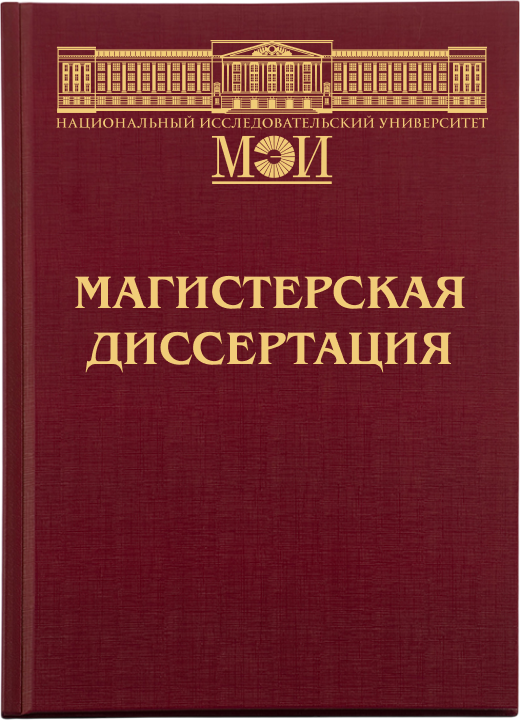 НАЦИОНАЛЬНЫЙ ИССЛЕДОВАТЕЛЬСКИЙ УНИВЕРСИТЕТ
МЭИ
МАГИСТЕРСКАЯ
ДИССЕРТАЦИЯ